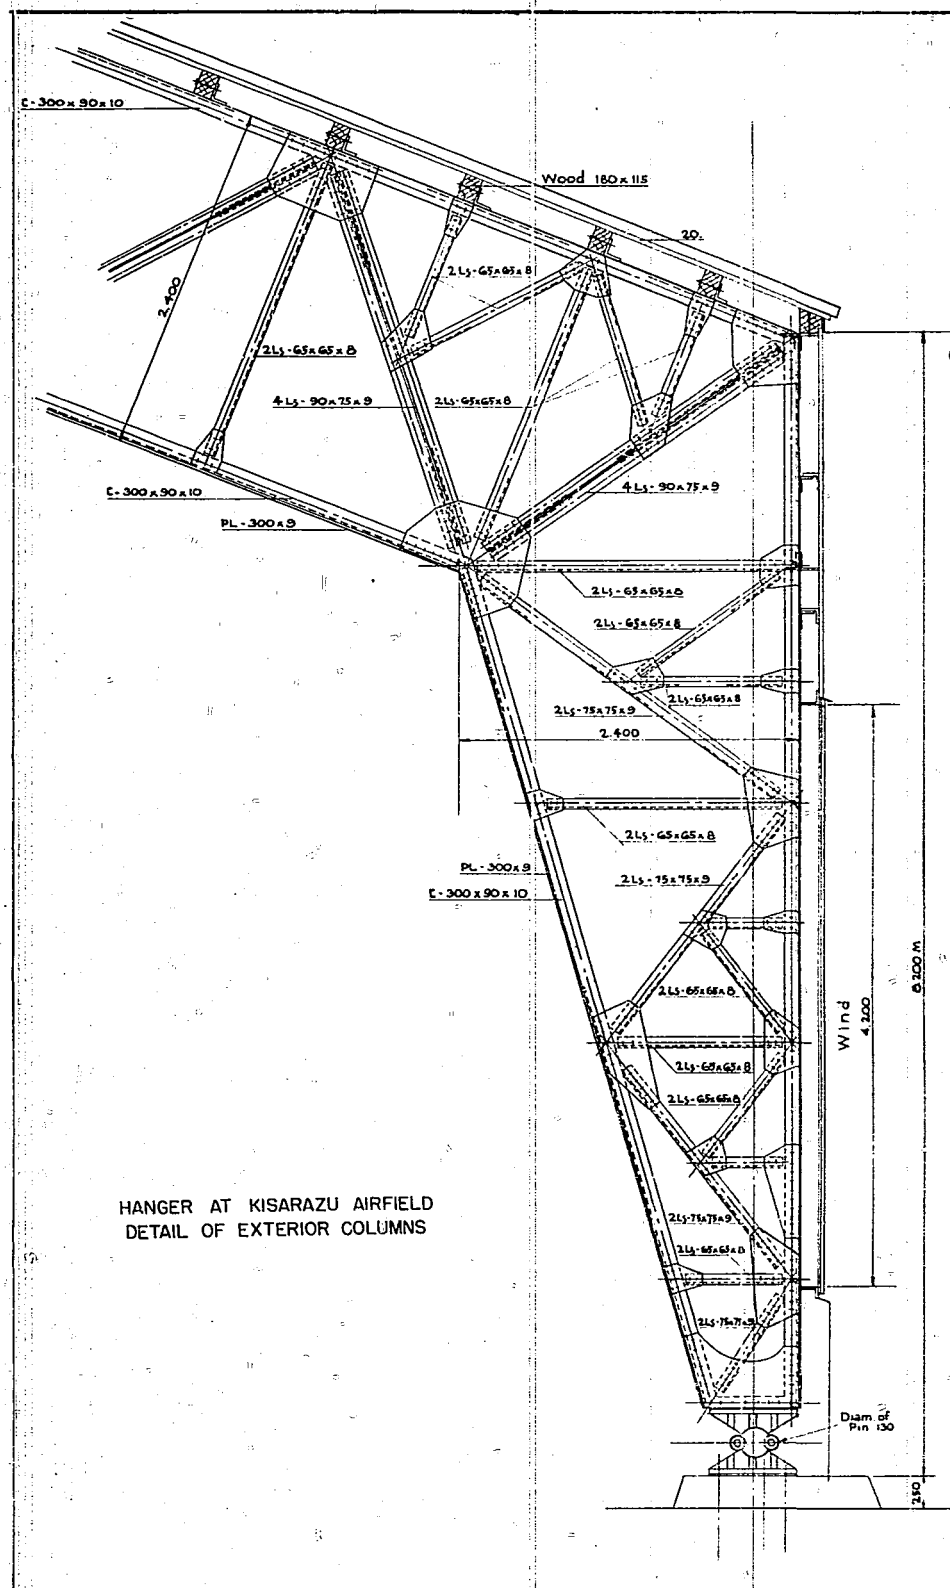 [-300x90x10
Wood 180x115
20.
2Ls-65x65x8
2.400
2Ls-65x65x8
4Ls-90x75x9
2Ls-65x65x8
4Ls-90x75x9
[-300x90x10
PL-300x9
2Ls-65x65x8
2Ls-65x65x8
2Ls-65x65x8
2Ls-75x75x9
2.400
2Ls-65x65x8
PL-300x9
2Ls-75x75x9
[-300x90x10
8.200M
2Ls-65x65x8
Wind
4.200
2Ls-65x65x8
2Ls-65x65x8
HANGER AT KISARAZU AIRFIELD
DETAIL OF EXTERIOR COLUMNS
2Ls-75x75x9
2Ls-65x65x8
2Ls-75x75x9
Diam. of
Pin 130
250